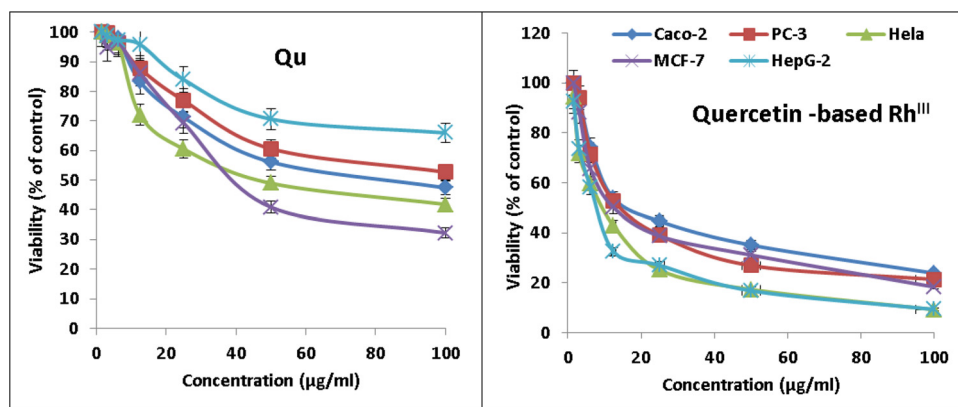 Qu
Viability (% of control)
100
90
80
70
60
50
40
30
20
10
0
0 20 40 60 80 100
Concentration (µg/ml)
Caco-2 PC-3 Hela
MCF-7 HepG-2
Quercetin -based Rh^III
Viability (% of control)
120
100
80
60
40
20
0
0 20 40 60 80 100
Concentration (µg/ml)